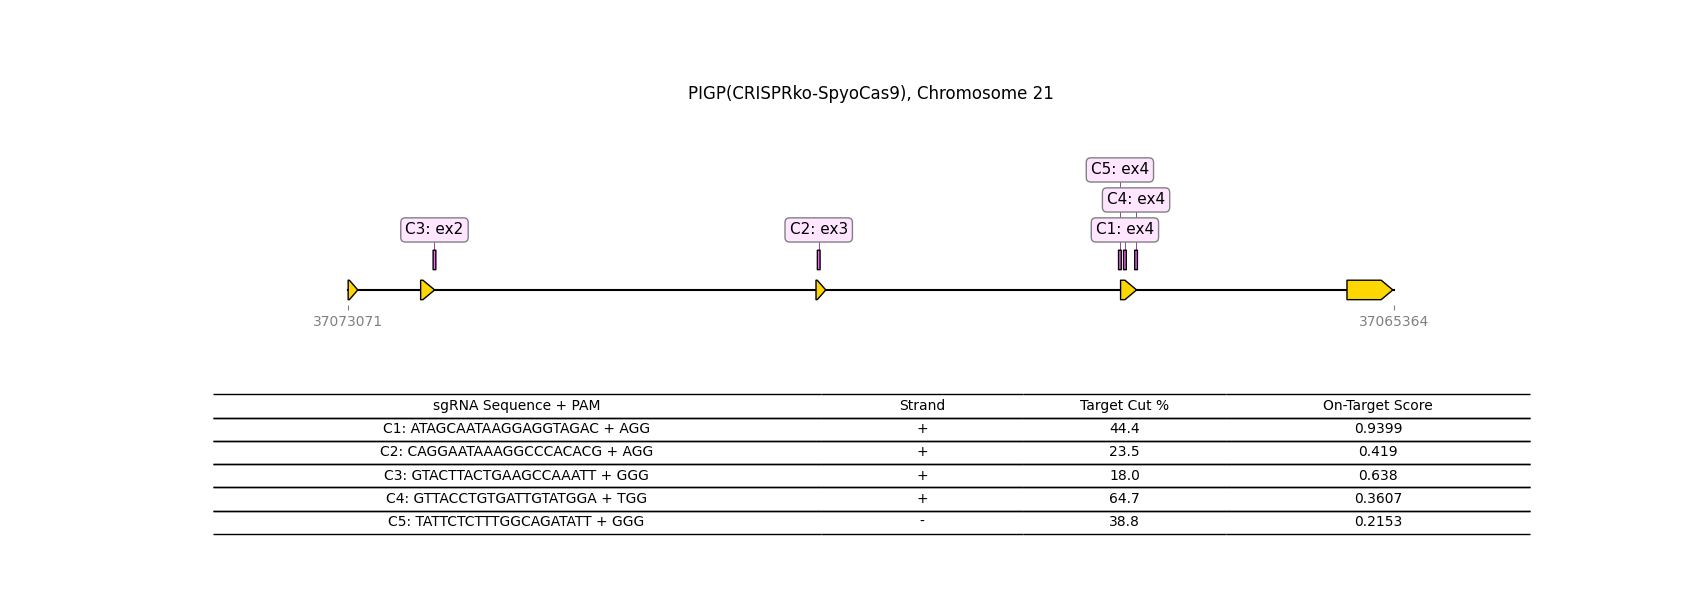 PIGP(CRISPRko-SpyoCas9), Chromosome 21
C5: ex4
C4: ex4
C3: ex2
C2: ex3
C1: ex4
37073071
37065364
sgRNA Sequence + PAM Strand Target Cut % On-Target Score
C1: ATAGCAATAAGGAGGTAGAC + AGG + 44.4 0.9399
C2: CAGGAATAAAGGCCCACACG + AGG + 23.5 0.419
C3: GTACTTACTGAAGCCAAATT + GGG + 18.0 0.638
C4: GTTACCTGTGATTGTATGGA + TGG + 64.7 0.3607
C5: TATTCTCTTTGGCAGATATT + GGG - 38.8 0.2153